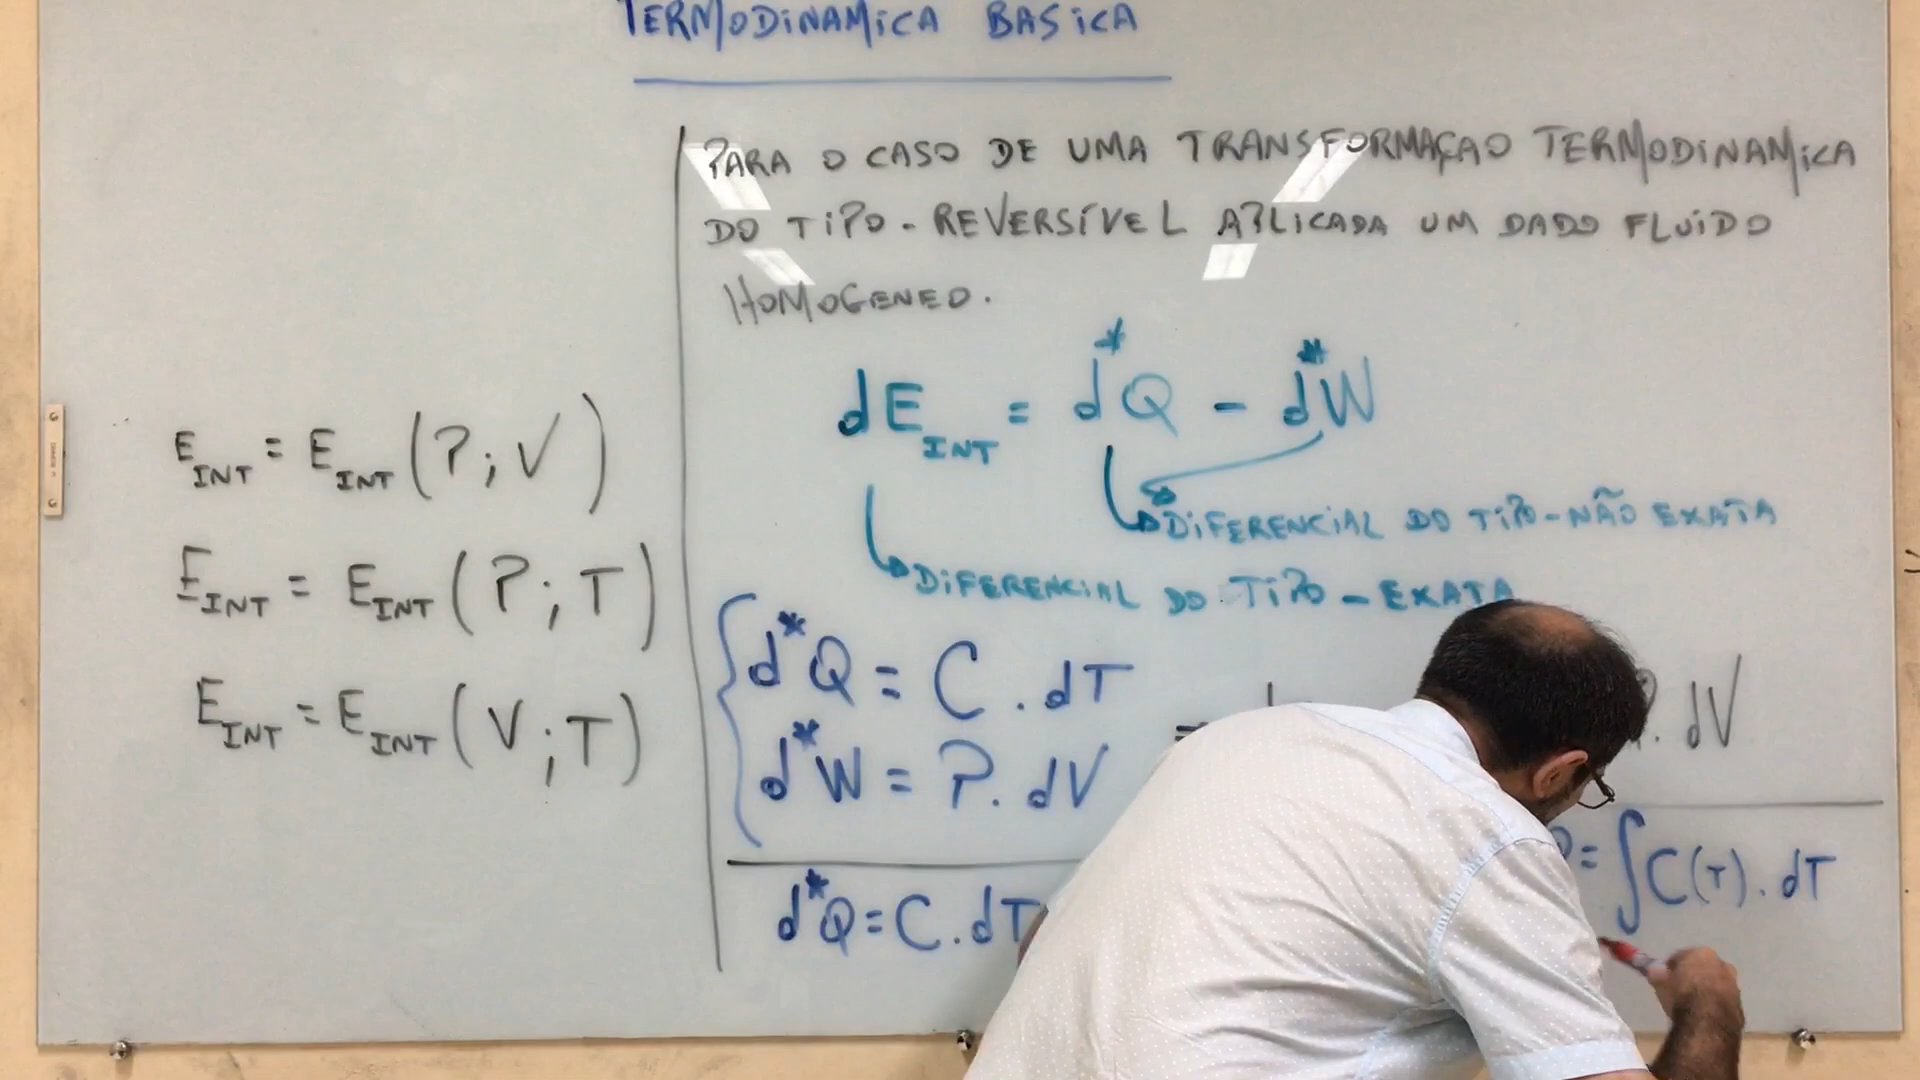 TERMODINAMICA BASICA
PARA O CASO DE UMA TRANSFORMAÇAO TERMODINAMICA
DO TIPO - REVERSÍVEL APLICADA UM DADO FLUIDO
HOMOGENEO.
dE_INT = d*Q - d*W
DIFERENCIAL DO TIPO - NÃO EXATA
DIFERENCIAL DO TIPO - EXATA
E_INT = E_INT (P; V)
E_INT = E_INT (P; T)
E_INT = E_INT (V; T)
d*Q = C . dT
d*W = P. dV
. dV
d*Q = C . dT
= ∫C(T) . dT